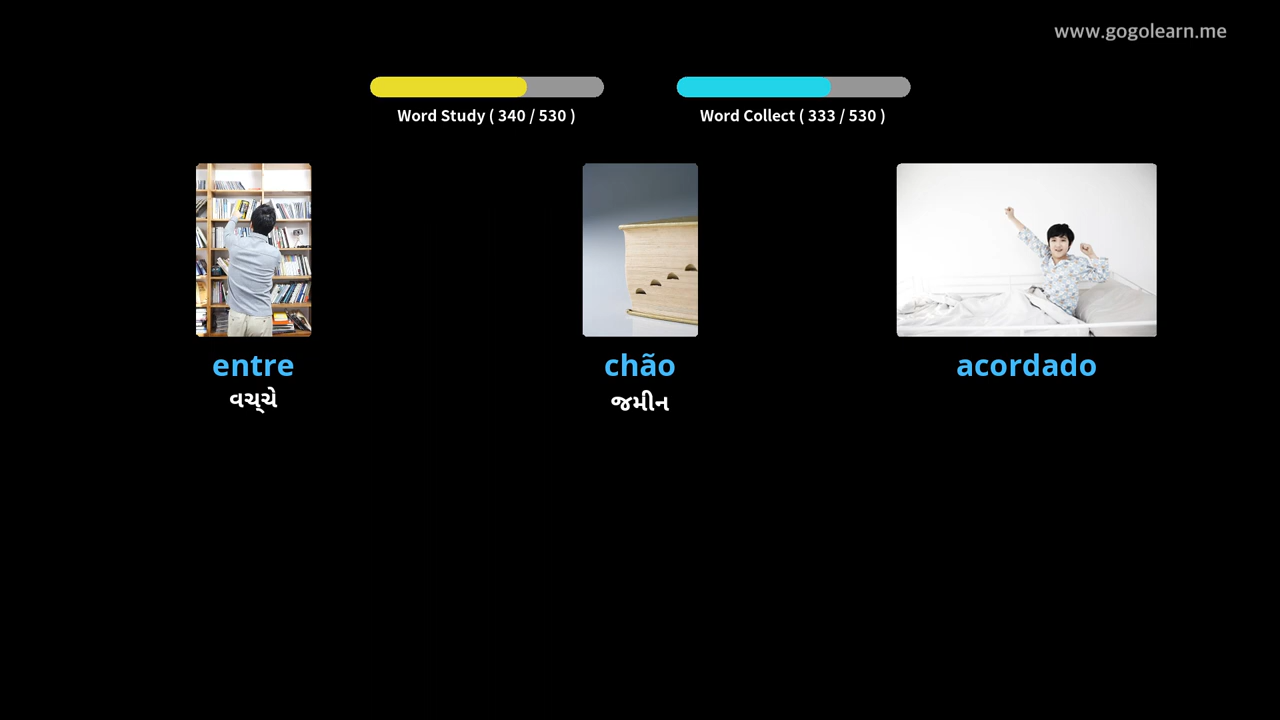 www.gogolearn.me
Word Study ( 340 / 530 )
Word Collect ( 333 / 530 )
entre
chão
acordado
વચ્ચે
જમીન